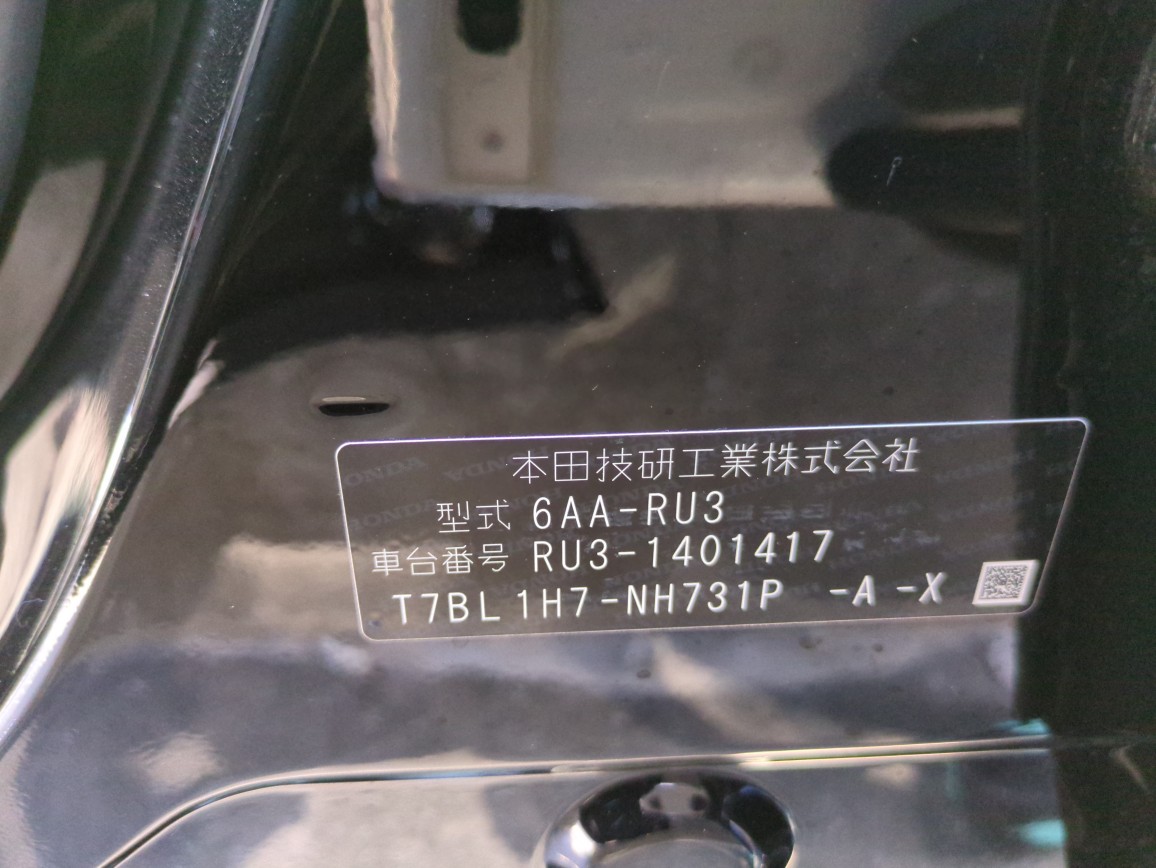 本田技研工業株式会社
型式 6AA-RU3
車台番号 RU3-1401417
T7BL1H7-NH731P -A -X